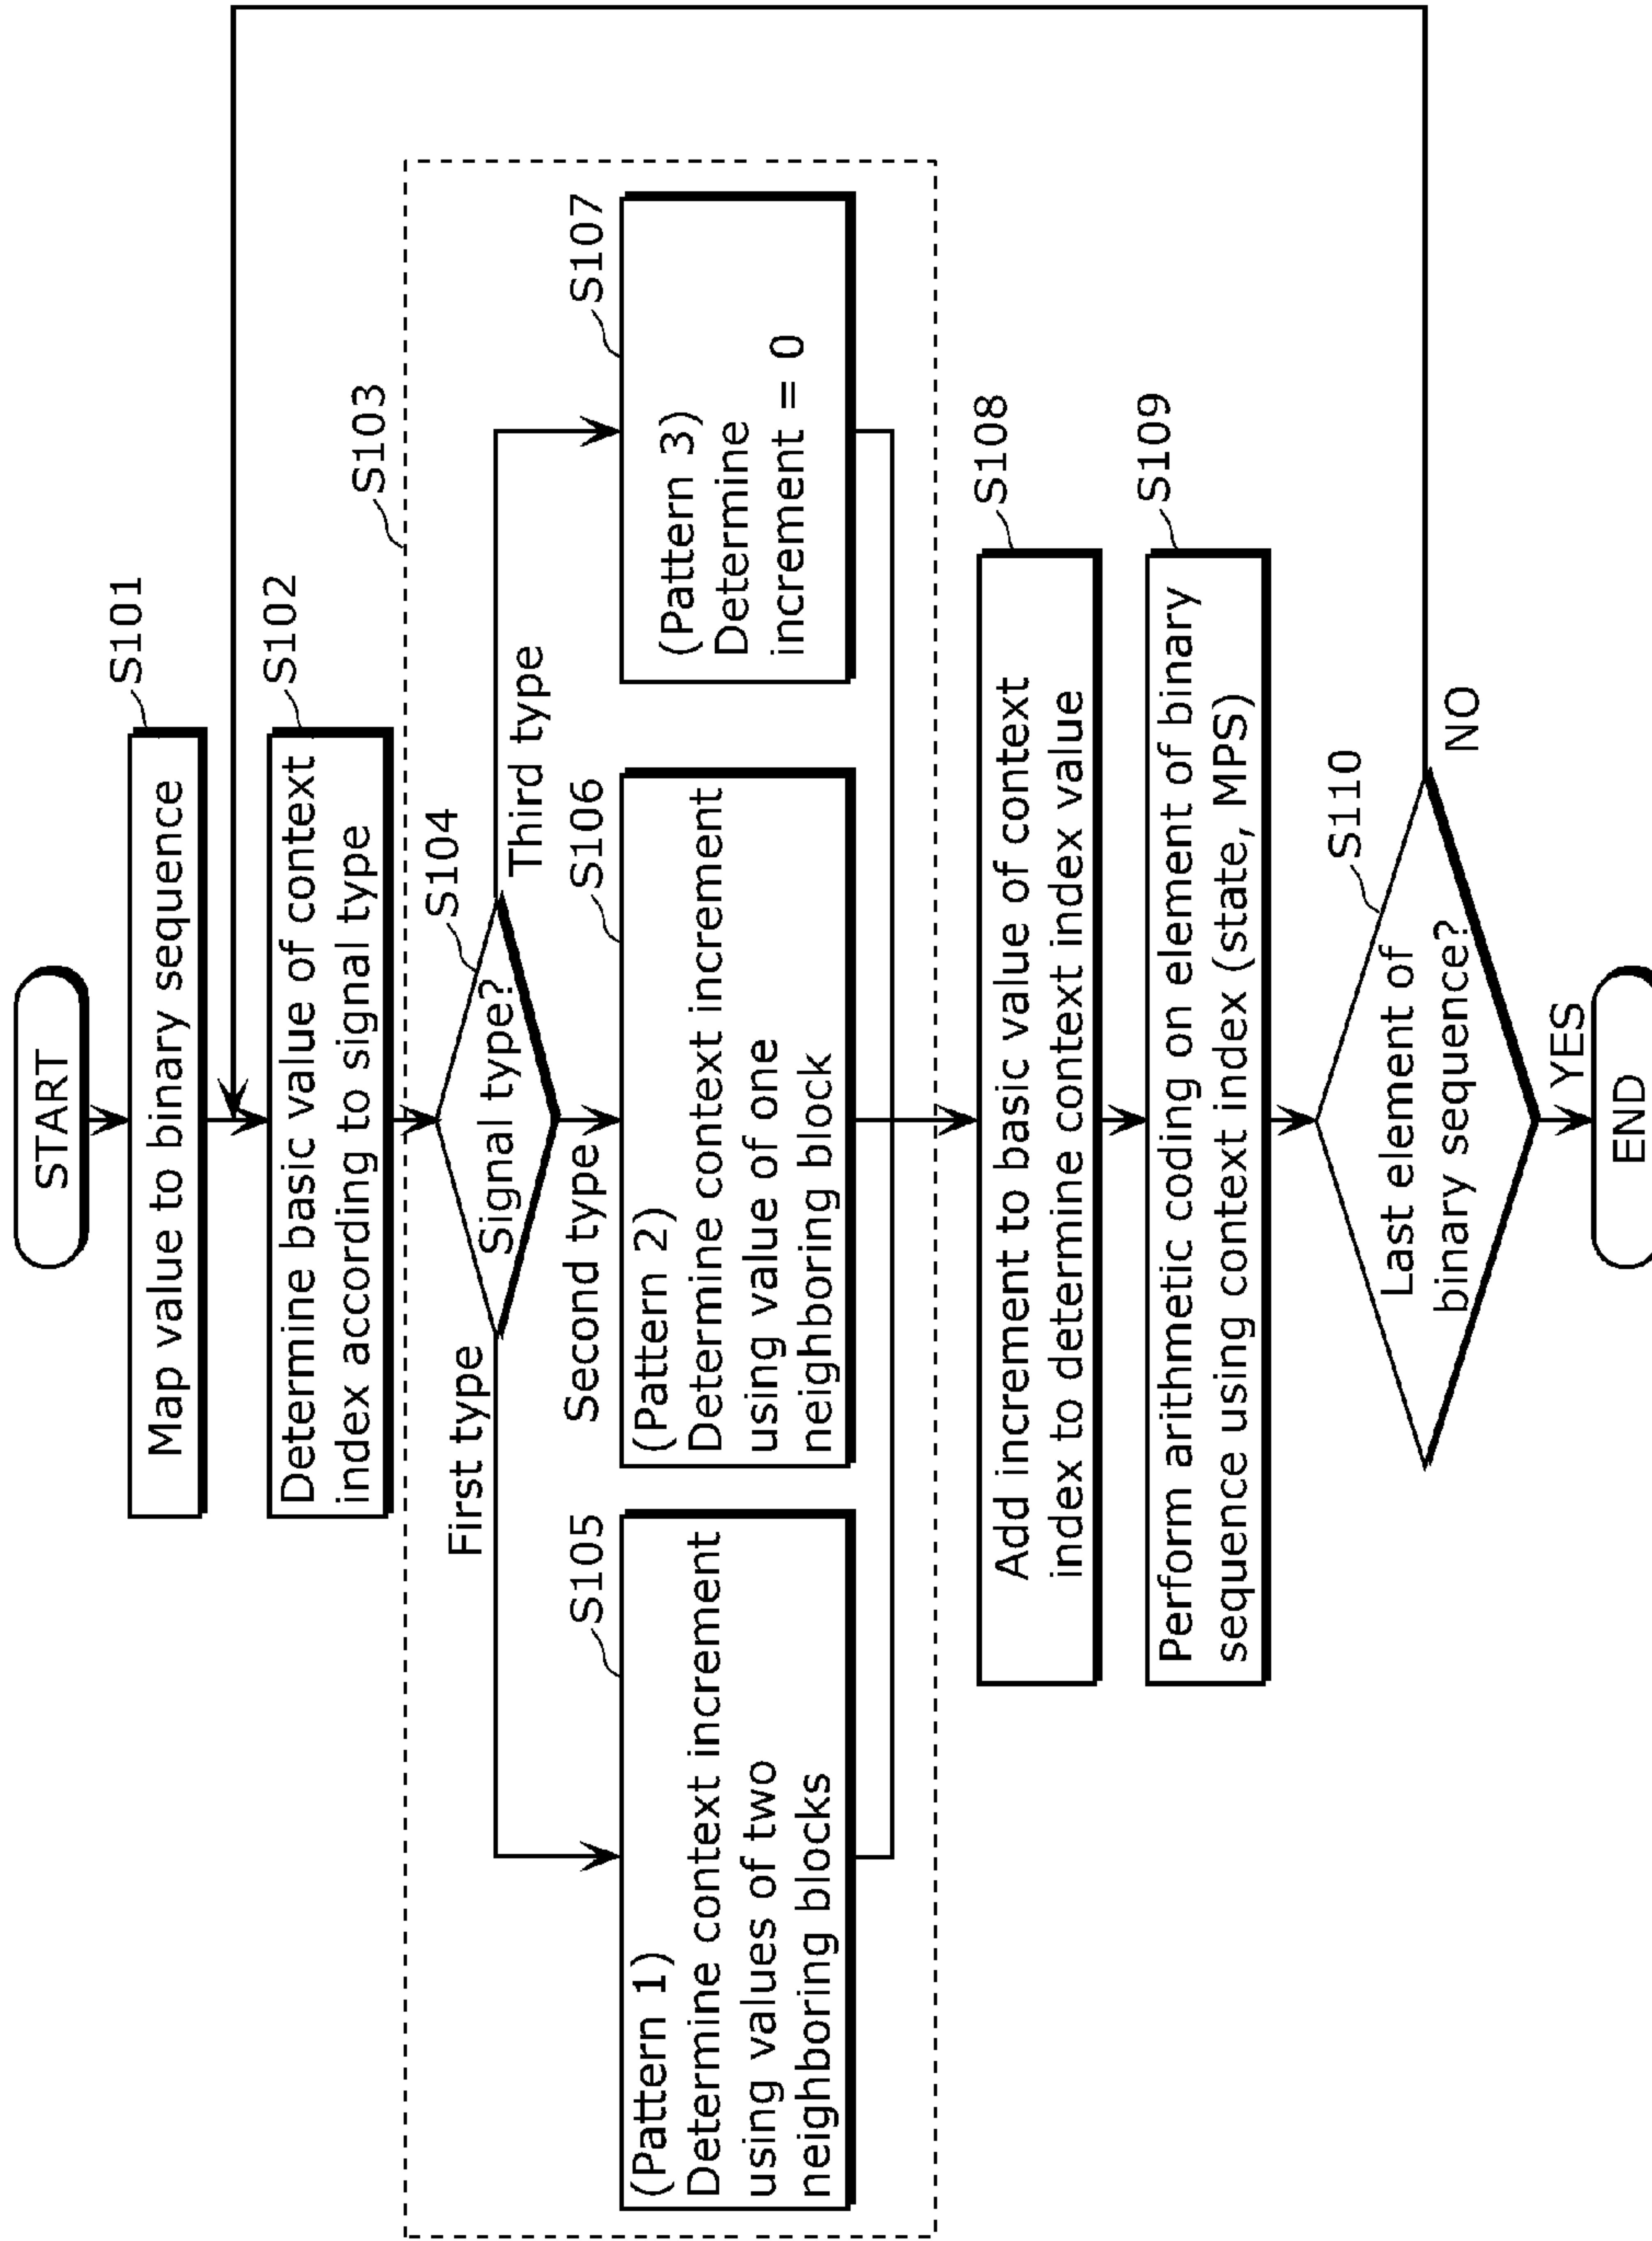 START
S101
Map value to binary sequence
S102
Determine basic value of context
index according to signal type
S103
S104
Signal type?
First type
Second type
Third type
S105
(Pattern 1)
Determine context increment
using values of two
neighboring blocks
S106
(Pattern 2)
Determine context increment
using value of one
neighboring block
S107
(Pattern 3)
Determine
increment = 0
S108
Add increment to basic value of context
index to determine context index value
S109
Perform arithmetic coding on element of binary
sequence using context index (state, MPS)
S110
Last element of
binary sequence?
NO
YES
END